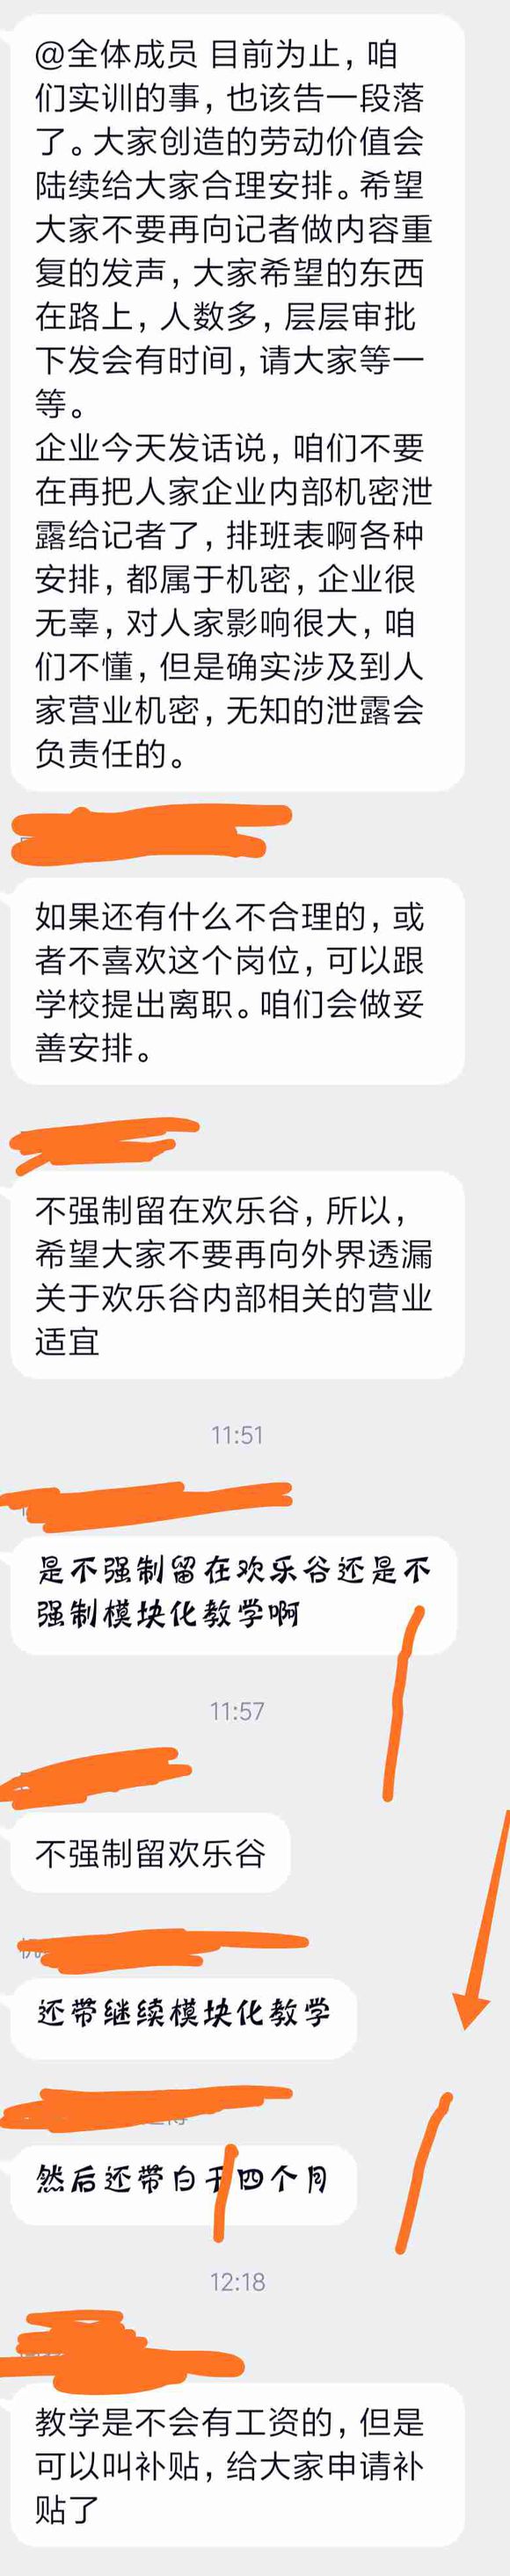 @全体成员 目前为止，咱
们实训的事，也该告一段落
了。大家创造的劳动价值会
陆续给大家合理安排。希望
大家不要再向记者做内容重
复的发声，大家希望的东西
在路上，人数多，层层审批
下发会有时间，请大家等一
等。
企业今天发话说，咱们不要
在再把人家企业内部机密泄
露给记者了，排班表啊各种
安排，都属于机密，企业很
无辜，对人家影响很大，咱
们不懂，但是确实涉及到人
家营业机密，无知的泄露会
负责任的。
如果还有什么不合理的，或
者不喜欢这个岗位，可以跟
学校提出离职。咱们会做妥
善安排。
不强制留在欢乐谷，所以，
希望大家不要再向外界透漏
关于欢乐谷内部相关的营业
适宜
11:51
是不强制留在欢乐谷还是不
强制模块化教学啊
11:57
不强制留欢乐谷
还带继续模块化教学
然后还带白干四个月
12:18
教学是不会有工资的，但是
可以叫补贴，给大家申请补
贴了